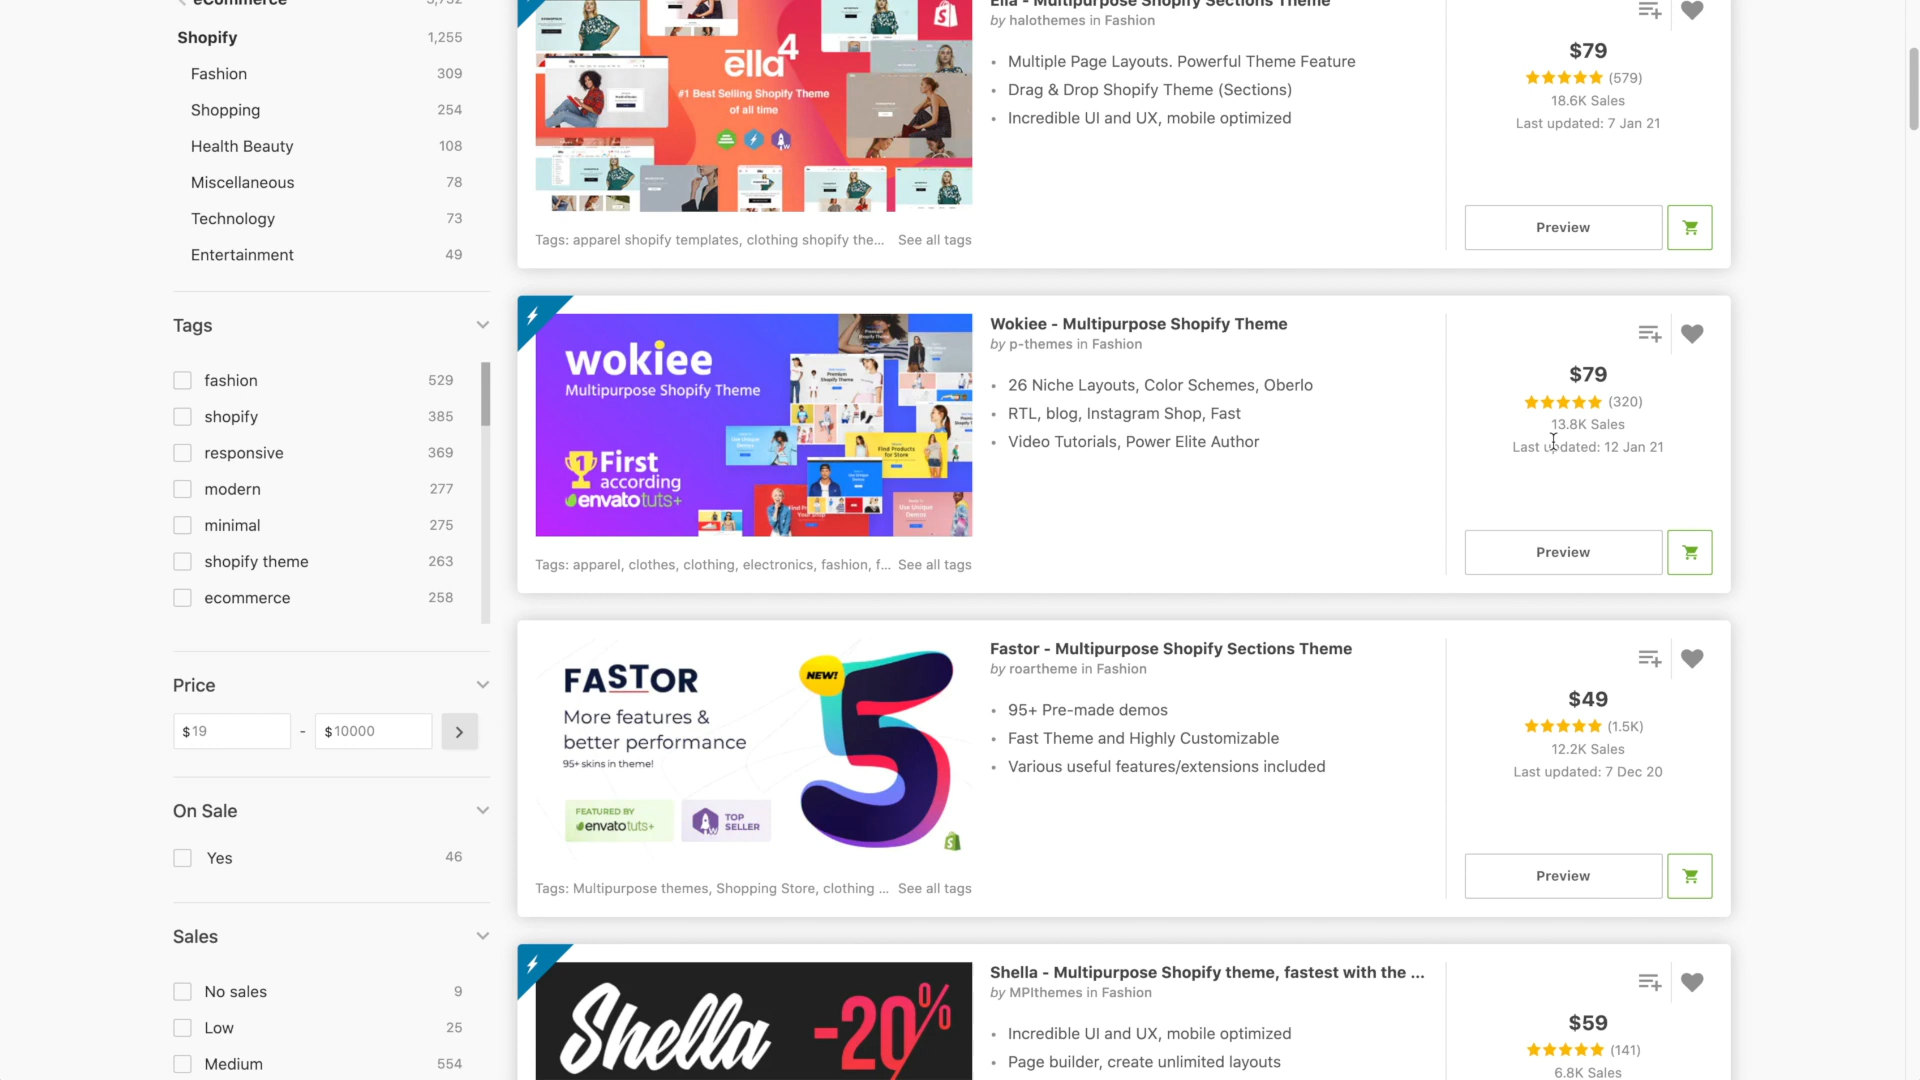 eCommerce 3,752
Shopify 1,255
Fashion 309
Shopping 254
Health Beauty 108
Miscellaneous 78
Technology 73
Entertainment 49
Tags
fashion 529
shopify 385
responsive 369
modern 277
minimal 275
shopify theme 263
ecommerce 258
Price
$19 - $10000
On Sale
Yes 46
Sales
No sales 9
Low 25
Medium 554
ēlla4
#1 Best Selling Shopify Theme
of all time
Tags: apparel shopify templates, clothing shopify the... See all tags
Ella - Multipurpose Shopify Sections Theme
by halothemes in Fashion
Multiple Page Layouts. Powerful Theme Feature
Drag & Drop Shopify Theme (Sections)
Incredible UI and UX, mobile optimized
$79
(579)
18.6K Sales
Last updated: 7 Jan 21
Preview
wokiee
Multipurpose Shopify Theme
1 First
according
envatotuts+
Tags: apparel, clothes, clothing, electronics, fashion, f... See all tags
Wokiee - Multipurpose Shopify Theme
by p-themes in Fashion
26 Niche Layouts, Color Schemes, Oberlo
RTL, blog, Instagram Shop, Fast
Video Tutorials, Power Elite Author
$79
(320)
13.8K Sales
Last updated: 12 Jan 21
Preview
FASTOR
More features &
better performance
95+ skins in theme!
FEATURED BY
envatotuts+
TOP
SELLER
NEW!
5
Tags: Multipurpose themes, Shopping Store, clothing ... See all tags
Fastor - Multipurpose Shopify Sections Theme
by roartheme in Fashion
95+ Pre-made demos
Fast Theme and Highly Customizable
Various useful features/extensions included
$49
(1.5K)
12.2K Sales
Last updated: 7 Dec 20
Preview
Shella -20%
Shella - Multipurpose Shopify theme, fastest with the ...
by MPIthemes in Fashion
Incredible UI and UX, mobile optimized
Page builder, create unlimited layouts
$59
(141)
6.8K Sales